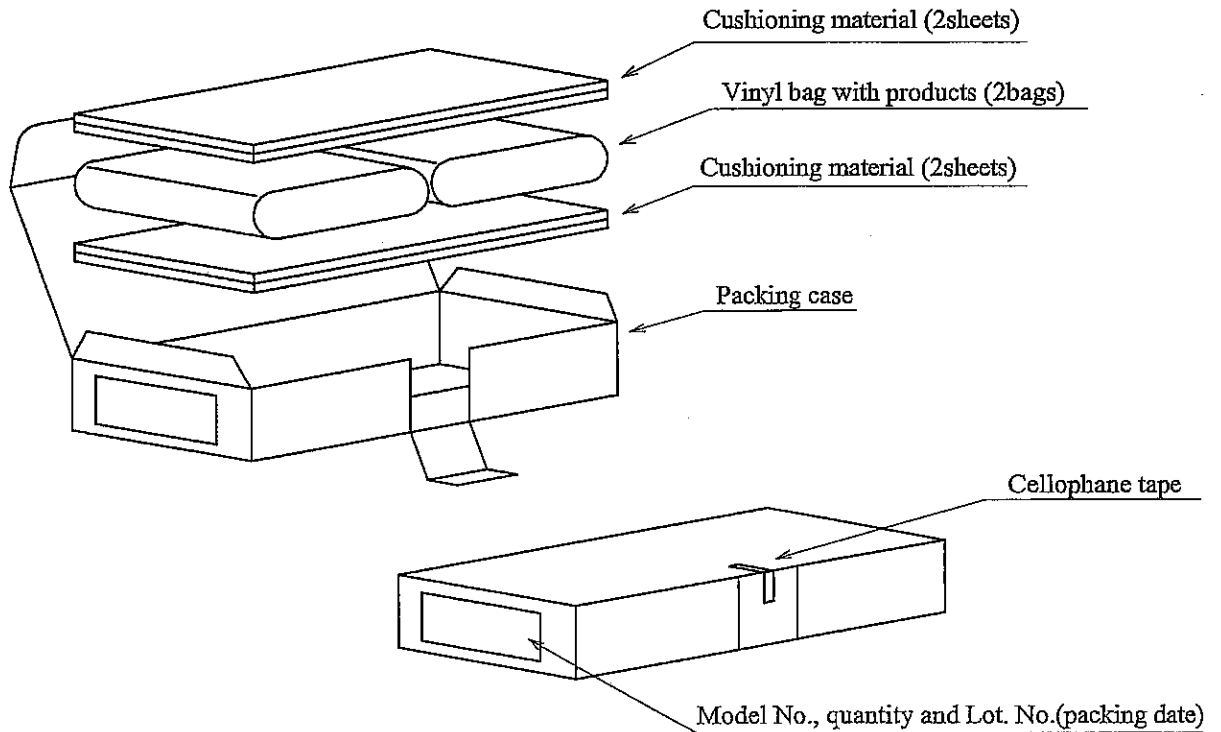 Cushioning material (2sheets)
Vinyl bag with products (2bags)
Cushioning material (2sheets)
Packing case
Cellophane tape
Model No., quantity and Lot. No.(packing date)